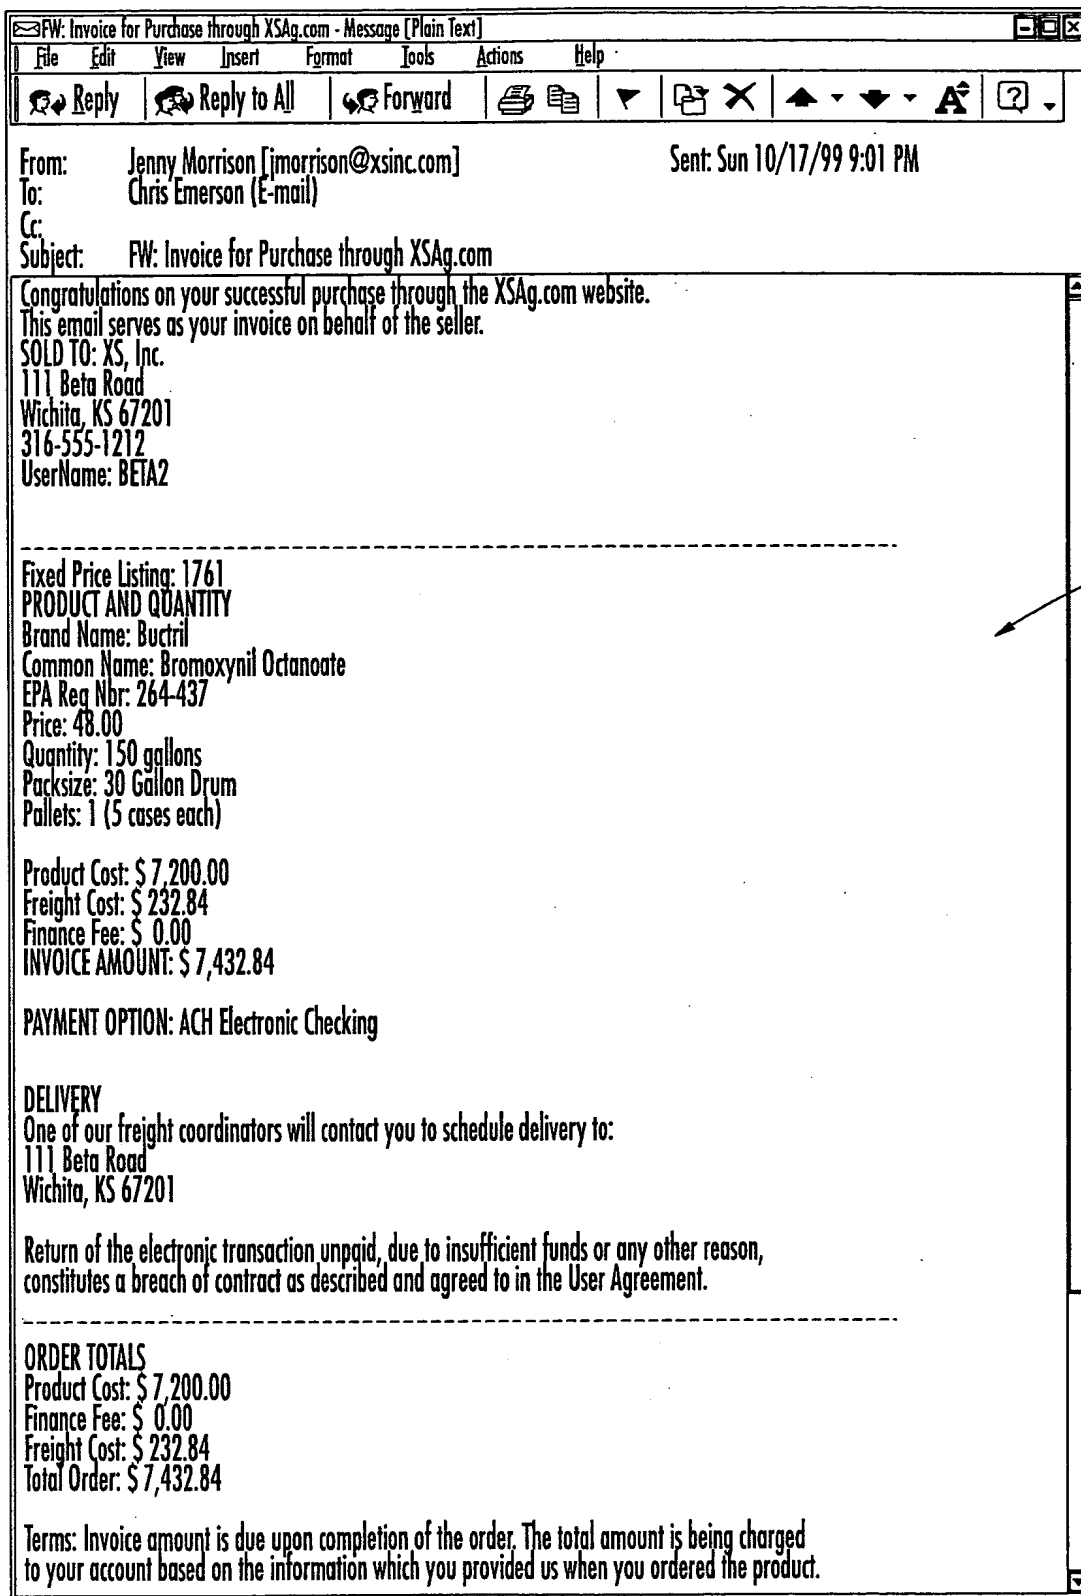 FW: Invoice for Purchase through XSAg.com - Message [Plain Text]
File Edit View Insert Format Tools Actions Help
Reply Reply to All Forward
From: Jenny Morrison [jmorrison@xsinc.com] Sent: Sun 10/17/99 9:01 PM
To: Chris Emerson (E-mail)
Cc:
Subject: FW: Invoice for Purchase through XSAg.com
Congratulations on your successful purchase through the XSAg.com website.
This email serves as your invoice on behalf of the seller.
SOLD TO: XS, Inc.
111 Beta Road
Wichita, KS 67201
316-555-1212
UserName: BETA2
Fixed Price Listing: 1761
PRODUCT AND QUANTITY
Brand Name: Buctril
Common Name: Bromoxynil Octanoate
EPA Reg Nbr: 264-437
Price: 48.00
Quantity: 150 gallons
Packsize: 30 Gallon Drum
Pallets: 1 (5 cases each)
Product Cost: $ 7,200.00
Freight Cost: $ 232.84
Finance Fee: $ 0.00
INVOICE AMOUNT: $ 7,432.84
PAYMENT OPTION: ACH Electronic Checking
DELIVERY
One of our freight coordinators will contact you to schedule delivery to:
111 Beta Road
Wichita, KS 67201
Return of the electronic transaction unpaid, due to insufficient funds or any other reason,
constitutes a breach of contract as described and agreed to in the User Agreement.
ORDER TOTALS
Product Cost: $ 7,200.00
Finance Fee: $ 0.00
Freight Cost: $ 232.84
Total Order: $ 7,432.84
Terms: Invoice amount is due upon completion of the order. The total amount is being charged
to your account based on the information which you provided us when you ordered the product.